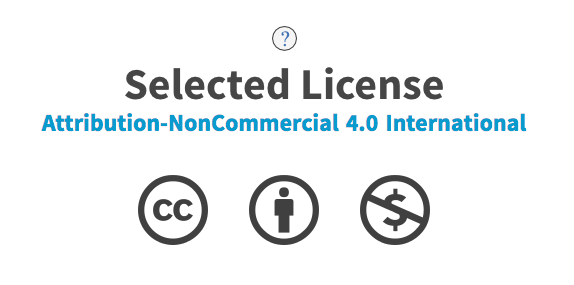 ?
Selected License
Attribution-NonCommercial 4.0 International
cc $